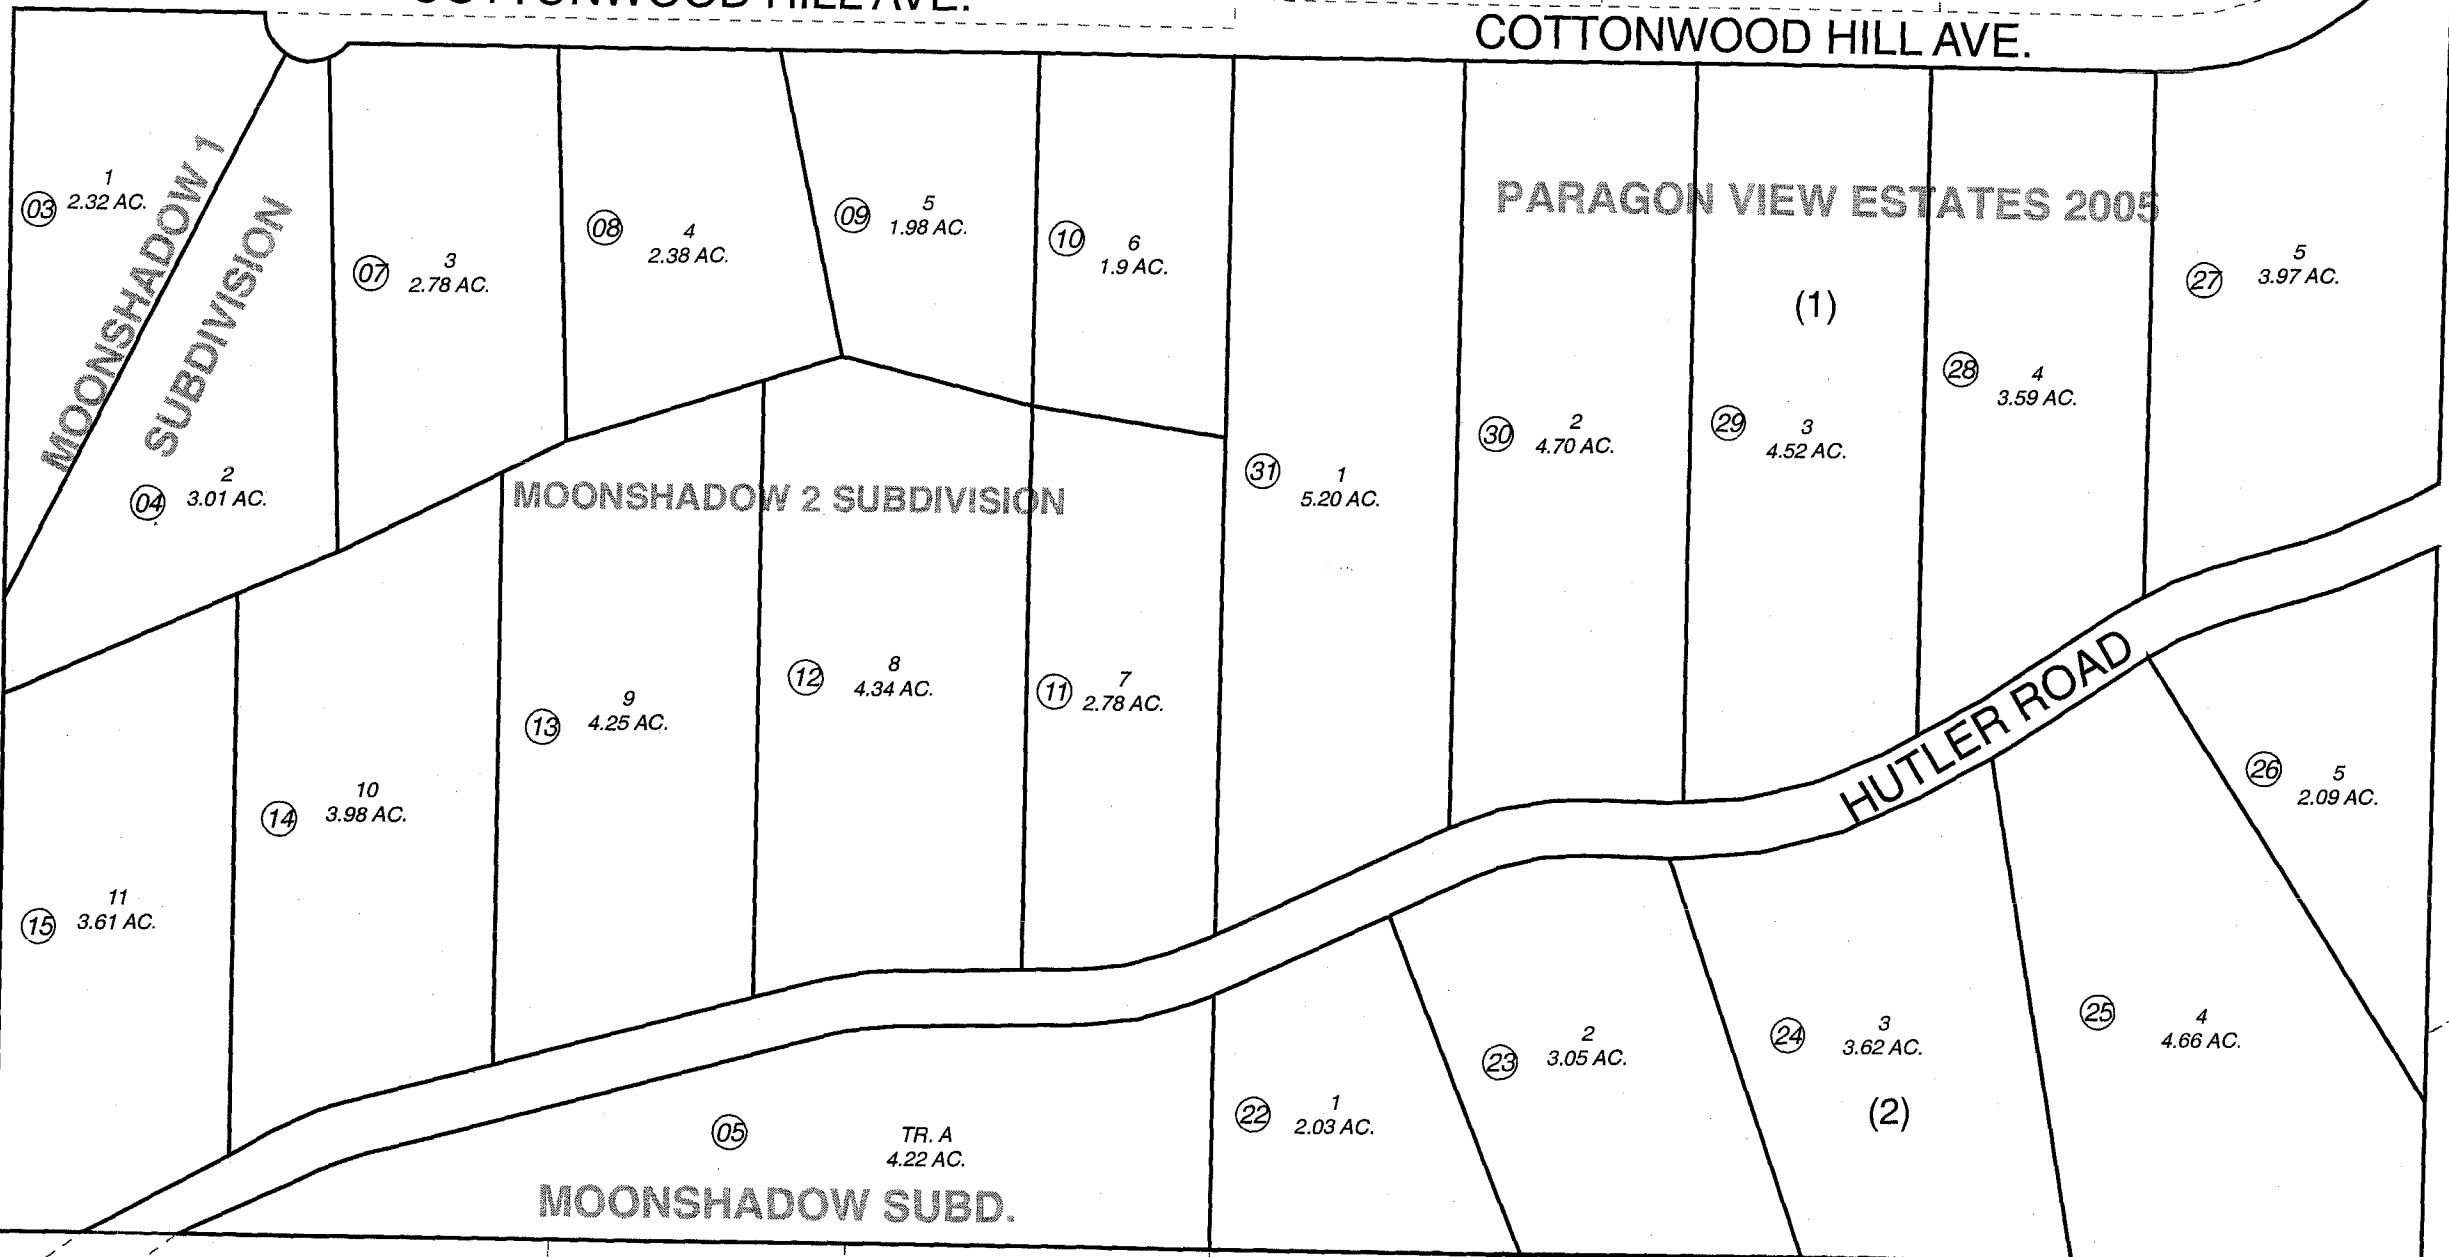 COTTONWOOD HILL AVE.
COTTONWOOD HILL AVE.
03
1
2.32 AC.
MOONSHADOW 1
SUBDIVISION
04
2
3.01 AC.
07
3
2.78 AC.
08
4
2.38 AC.
09
5
1.98 AC.
10
6
1.9 AC.
PARAGON VIEW ESTATES 2005
(1)
31
1
5.20 AC.
30
2
4.70 AC.
29
3
4.52 AC.
28
4
3.59 AC.
27
5
3.97 AC.
MOONSHADOW 2 SUBDIVISION
15
11
3.61 AC.
14
10
3.98 AC.
13
9
4.25 AC.
12
8
4.34 AC.
11
7
2.78 AC.
HUTLER ROAD
05
TR. A
4.22 AC.
MOONSHADOW SUBD.
22
1
2.03 AC.
23
2
3.05 AC.
24
3
3.62 AC.
(2)
25
4
4.66 AC.
26
5
2.09 AC.